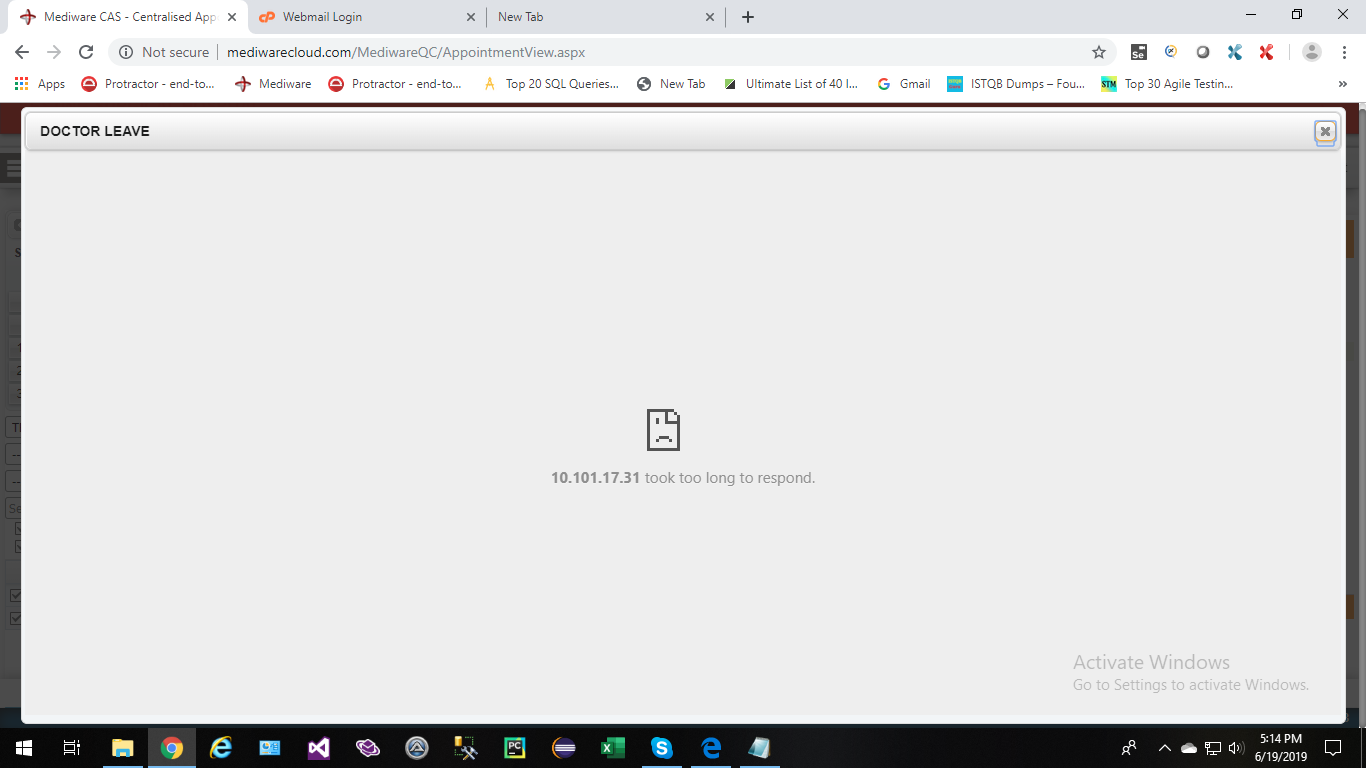 Mediware CAS - Centralised App
Webmail Login
New Tab
Not secure
mediwarecloud.com/MediwareQC/AppointmentView.aspx
Se
Apps
Protractor - end-to...
Mediware
Protractor - end-to...
Top 20 SQL Queries...
New Tab
Ultimate List of 40 I...
Gmail
ISTQB Dumps – Fou...
STM
Top 30 Agile Testin...
DOCTOR LEAVE
10.101.17.31 took too long to respond.
Activate Windows
Go to Settings to activate Windows.
PC
5:14 PM
6/19/2019